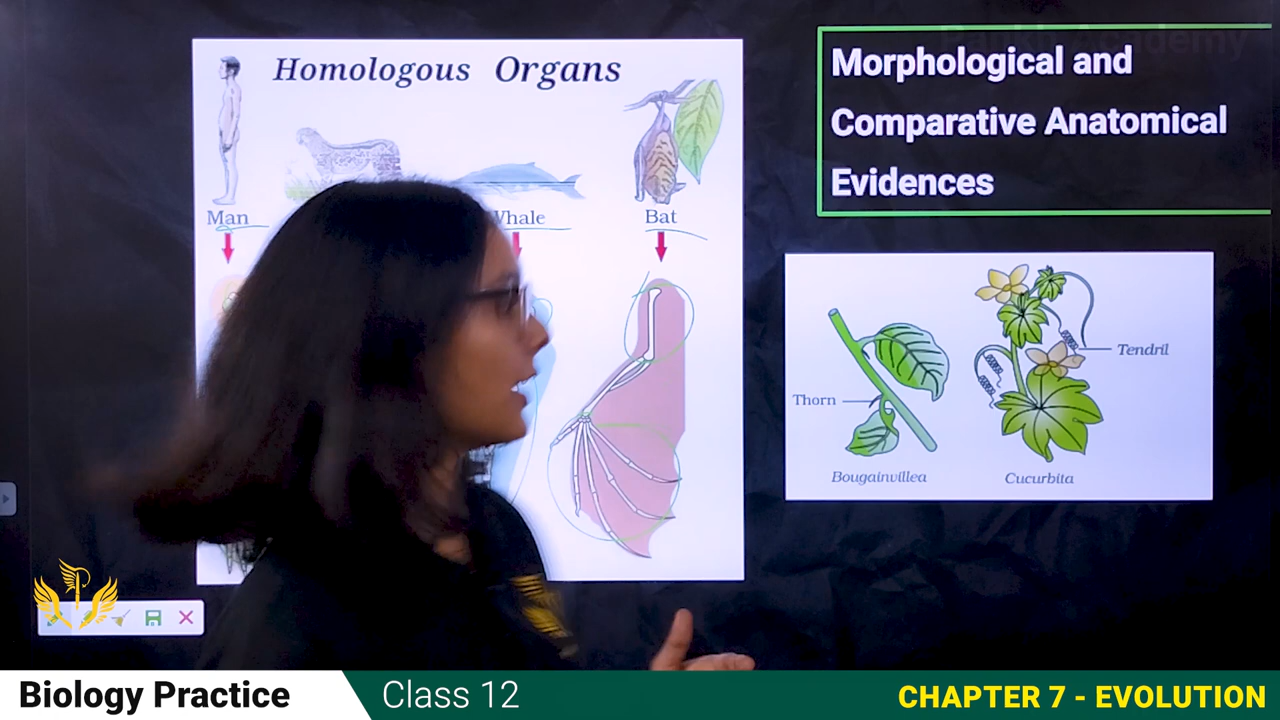 Homologous Organs
Man
Whale
Bat
Morphological and
Comparative Anatomical
Evidences
Thorn
Tendril
Bougainvillea
Cucurbita
Biology Practice
Class 12
CHAPTER 7 - EVOLUTION